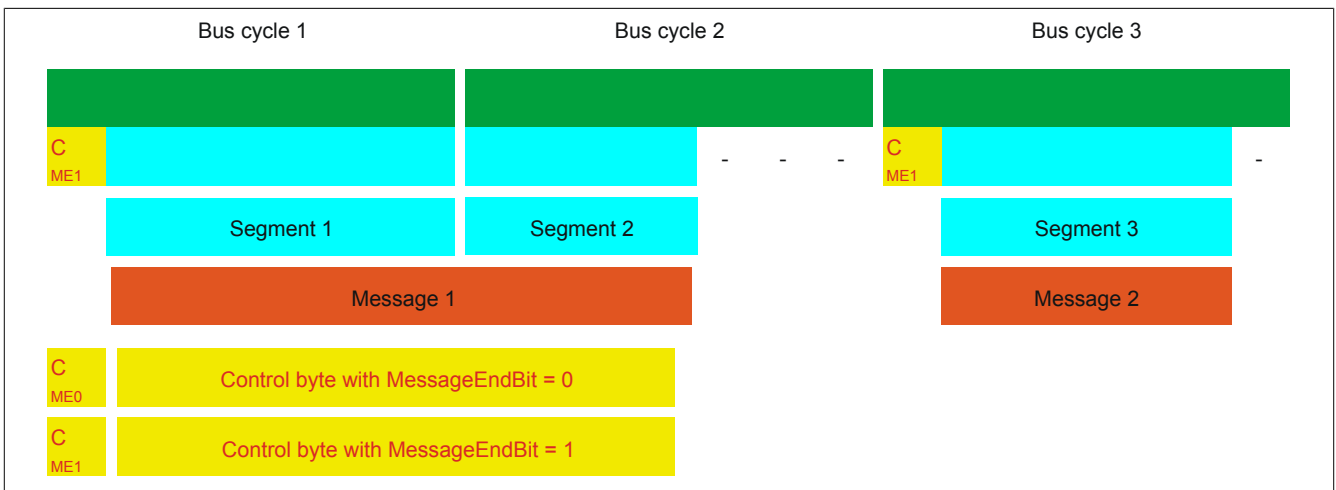 Bus cycle 1 Bus cycle 2 Bus cycle 3
C - - - C -
ME1 ME1
Segment 1 Segment 2 Segment 3
Message 1 Message 2
C
ME0
Control byte with MessageEndBit = 0
C
ME1
Control byte with MessageEndBit = 1